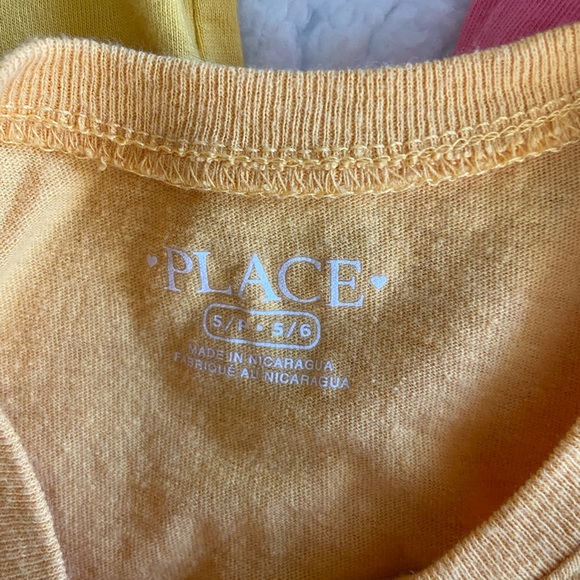 ♥PLACE♥
S/P • 5/6
MADE IN NICARAGUA
FABRIQUÉ AU NICARAGUA